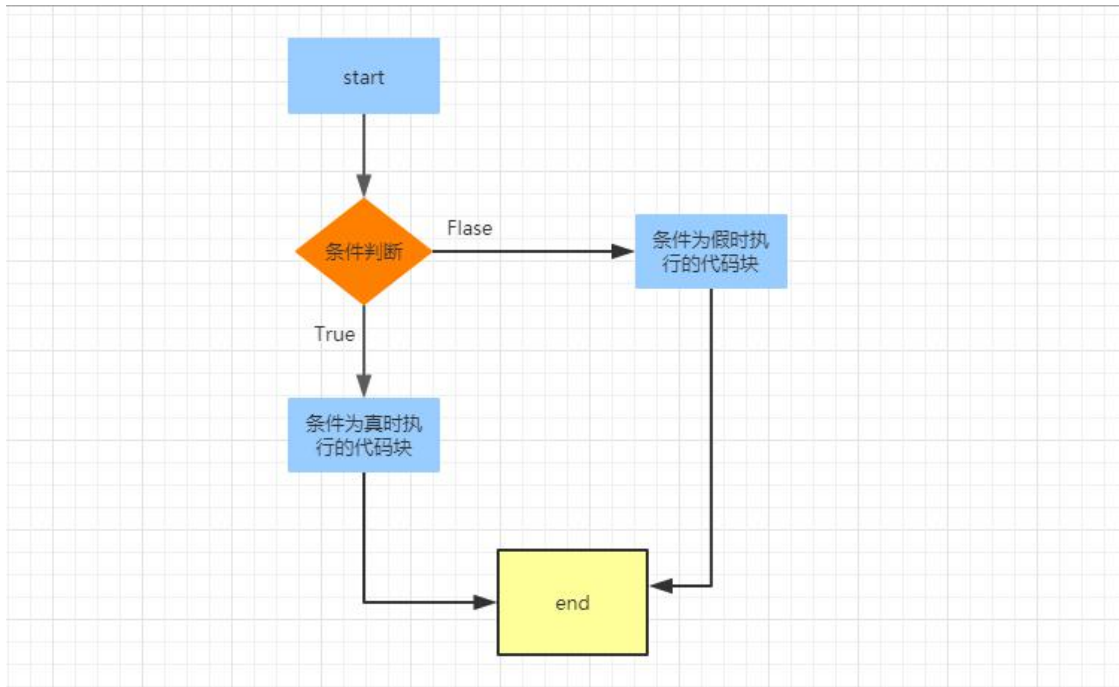 start
条件判断
Flase
条件为假时执
行的代码块
True
条件为真时执
行的代码块
end